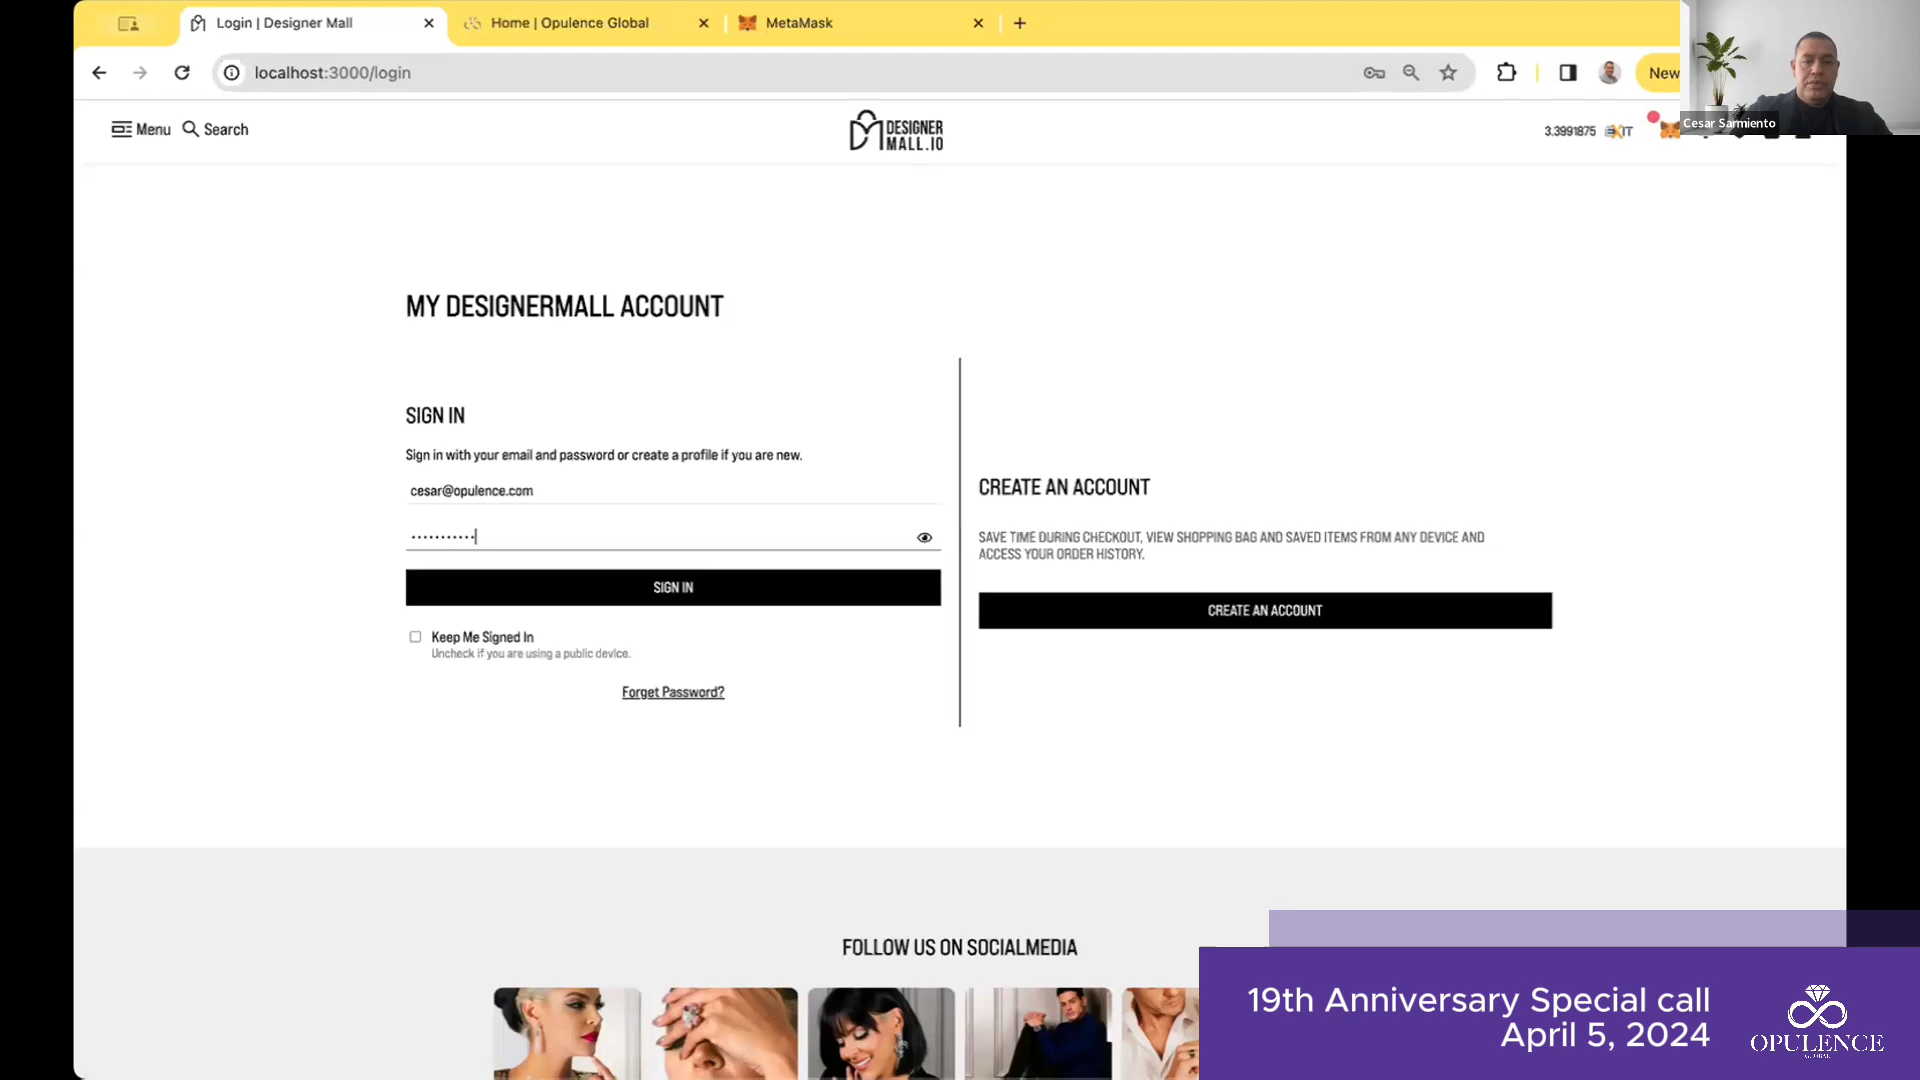 Login | Designer Mall
Home | Opulence Global
MetaMask
localhost:3000/login
New
Cesar Sarmiento
Menu
Search
DESIGNER
MALL.IO
3.3991875 EXIT
MY DESIGNERMALL ACCOUNT
SIGN IN
Sign in with your email and password or create a profile if you are new.
cesar@opulence.com
SIGN IN
Keep Me Signed In
Uncheck if you are using a public device.
Forget Password?
CREATE AN ACCOUNT
SAVE TIME DURING CHECKOUT, VIEW SHOPPING BAG AND SAVED ITEMS FROM ANY DEVICE AND
ACCESS YOUR ORDER HISTORY.
CREATE AN ACCOUNT
FOLLOW US ON SOCIALMEDIA
19th Anniversary Special call
April 5, 2024
OPULENCE
GLOBAL